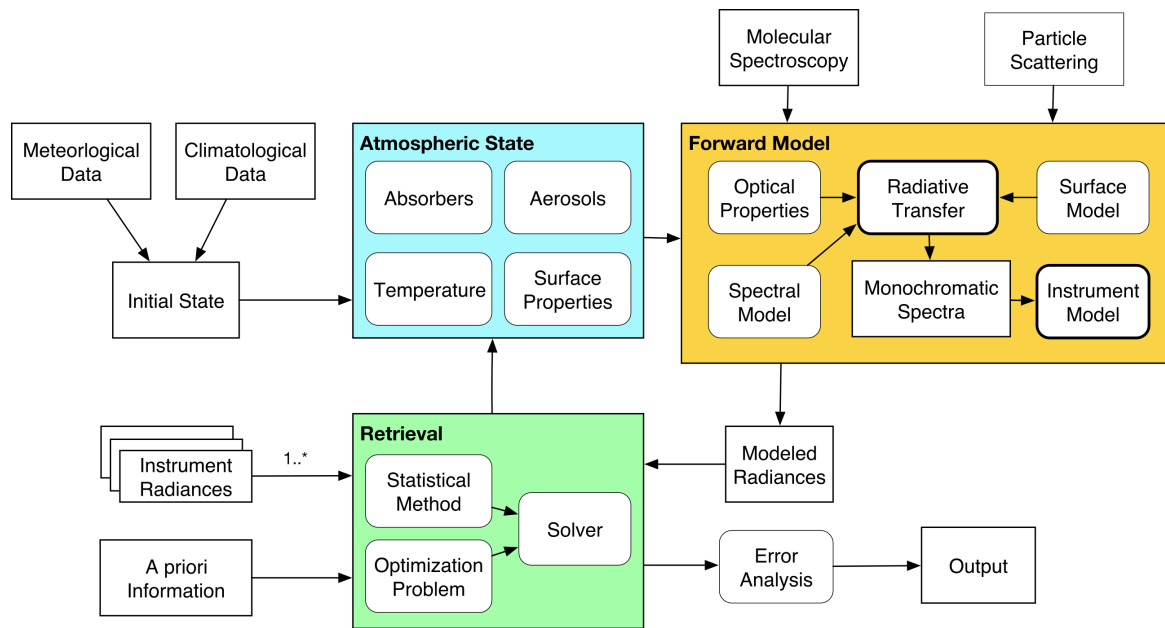 Molecular
Spectroscopy
Particle
Scattering
Meteorlogical
Data
Climatological
Data
Initial State
Atmospheric State
Absorbers
Aerosols
Temperature
Surface
Properties
Forward Model
Optical
Properties
Radiative
Transfer
Surface
Model
Spectral
Model
Monochromatic
Spectra
Instrument
Model
Instrument
Radiances
1..*
A priori
Information
Retrieval
Statistical
Method
Solver
Optimization
Problem
Modeled
Radiances
Error
Analysis
Output